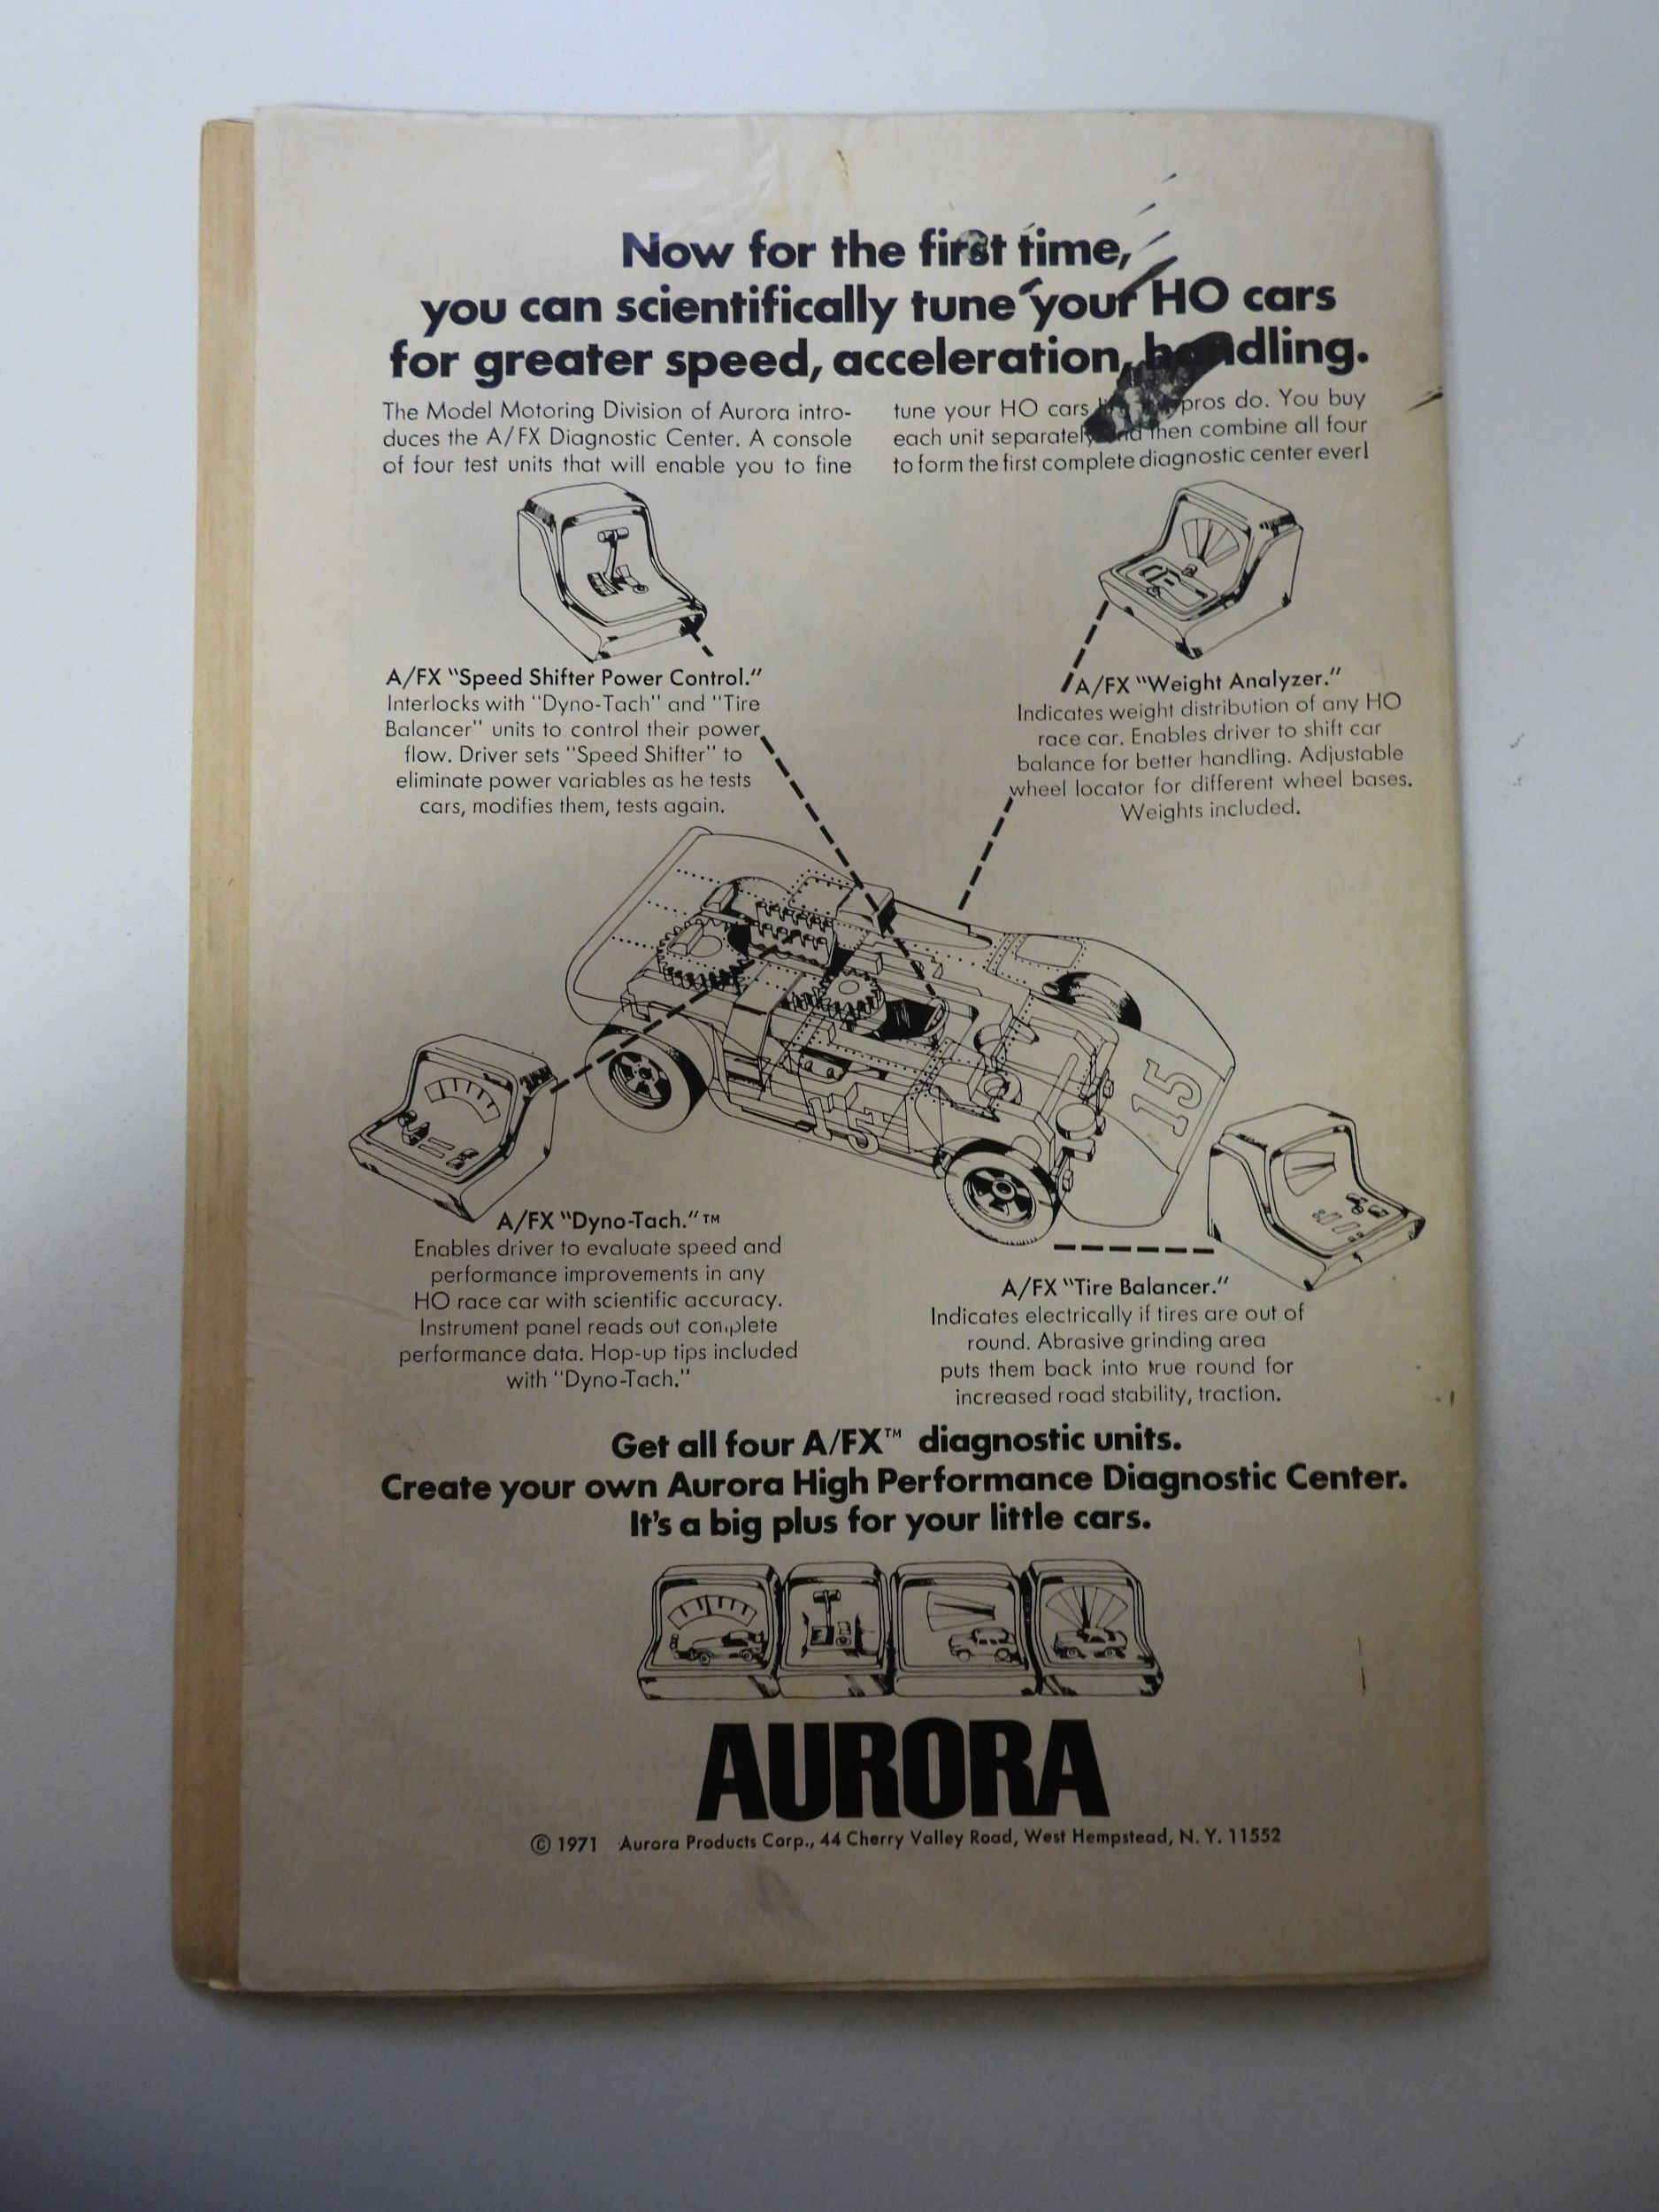 Now for the first time,
you can scientifically tune your HO cars
for greater speed, acceleration, handling.
The Model Motoring Division of Aurora intro-
duces the A/FX Diagnostic Center. A console
of four test units that will enable you to fine
tune your HO cars pros do. You buy
each unit separately and then combine all four
to form the first complete diagnostic center ever!
A/FX "Speed Shifter Power Control."
Interlocks with "Dyno-Tach" and "Tire
Balancer" units to control their power
flow. Driver sets "Speed Shifter" to
eliminate power variables as he tests
cars, modifies them, tests again.
A/FX "Weight Analyzer."
Indicates weight distribution of any HO
race car. Enables driver to shift car
balance for better handling. Adjustable
wheel locator for different wheel bases.
Weights included.
15
15
A/FX "Dyno-Tach."™
Enables driver to evaluate speed and
performance improvements in any
HO race car with scientific accuracy.
Instrument panel reads out complete
performance data. Hop-up tips included
with "Dyno-Tach."
A/FX "Tire Balancer."
Indicates electrically if tires are out of
round. Abrasive grinding area
puts them back into true round for
increased road stability, traction.
Get all four A/FX™ diagnostic units.
Create your own Aurora High Performance Diagnostic Center.
It's a big plus for your little cars.
AURORA
© 1971 Aurora Products Corp., 44 Cherry Valley Road, West Hempstead, N. Y. 11552